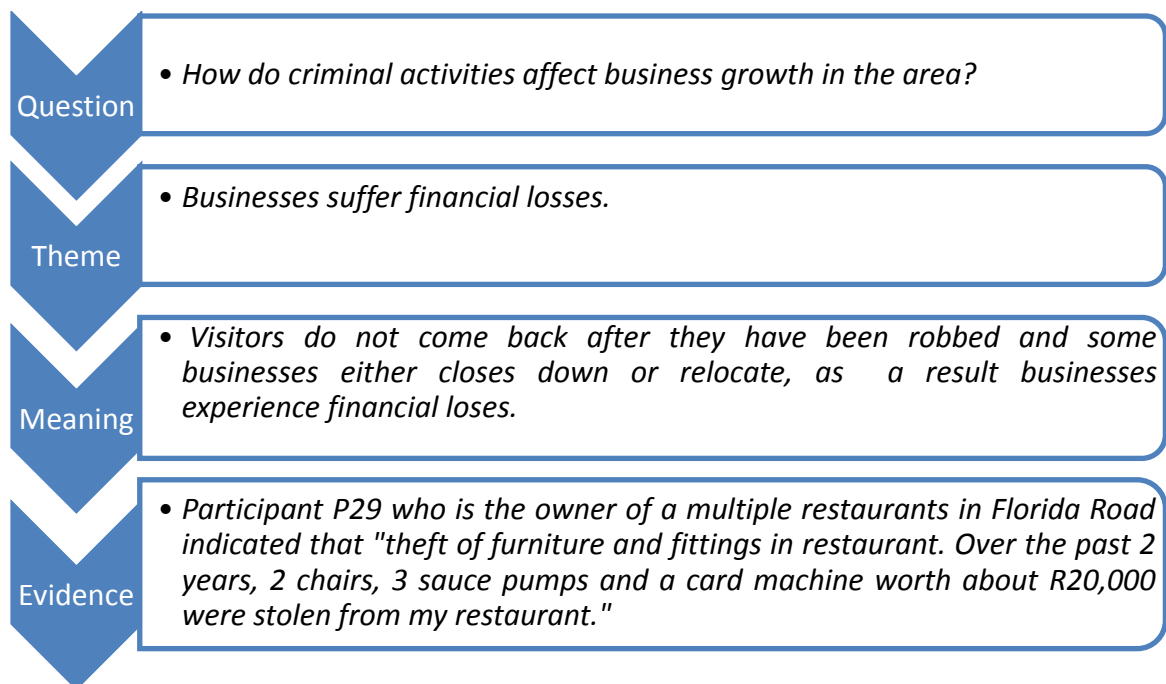 Question
• How do criminal activities affect business growth in the area?
Theme
• Businesses suffer financial losses.
Meaning
• Visitors do not come back after they have been robbed and some
businesses either closes down or relocate, as a result businesses
experience financial loses.
Evidence
• Participant P29 who is the owner of a multiple restaurants in Florida Road
indicated that "theft of furniture and fittings in restaurant. Over the past 2
years, 2 chairs, 3 sauce pumps and a card machine worth about R20,000
were stolen from my restaurant."